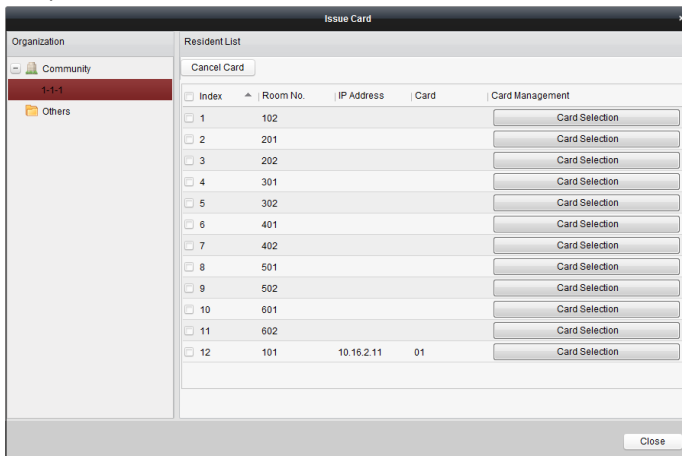 Issue Card
Organization
Resident List
Community
1-1-1
Others
Cancel Card
Index Room No. IP Address Card Card Management
1 102 Card Selection
2 201 Card Selection
3 202 Card Selection
4 301 Card Selection
5 302 Card Selection
6 401 Card Selection
7 402 Card Selection
8 501 Card Selection
9 502 Card Selection
10 601 Card Selection
11 602 Card Selection
12 101 10.16.2.11 01 Card Selection
Close